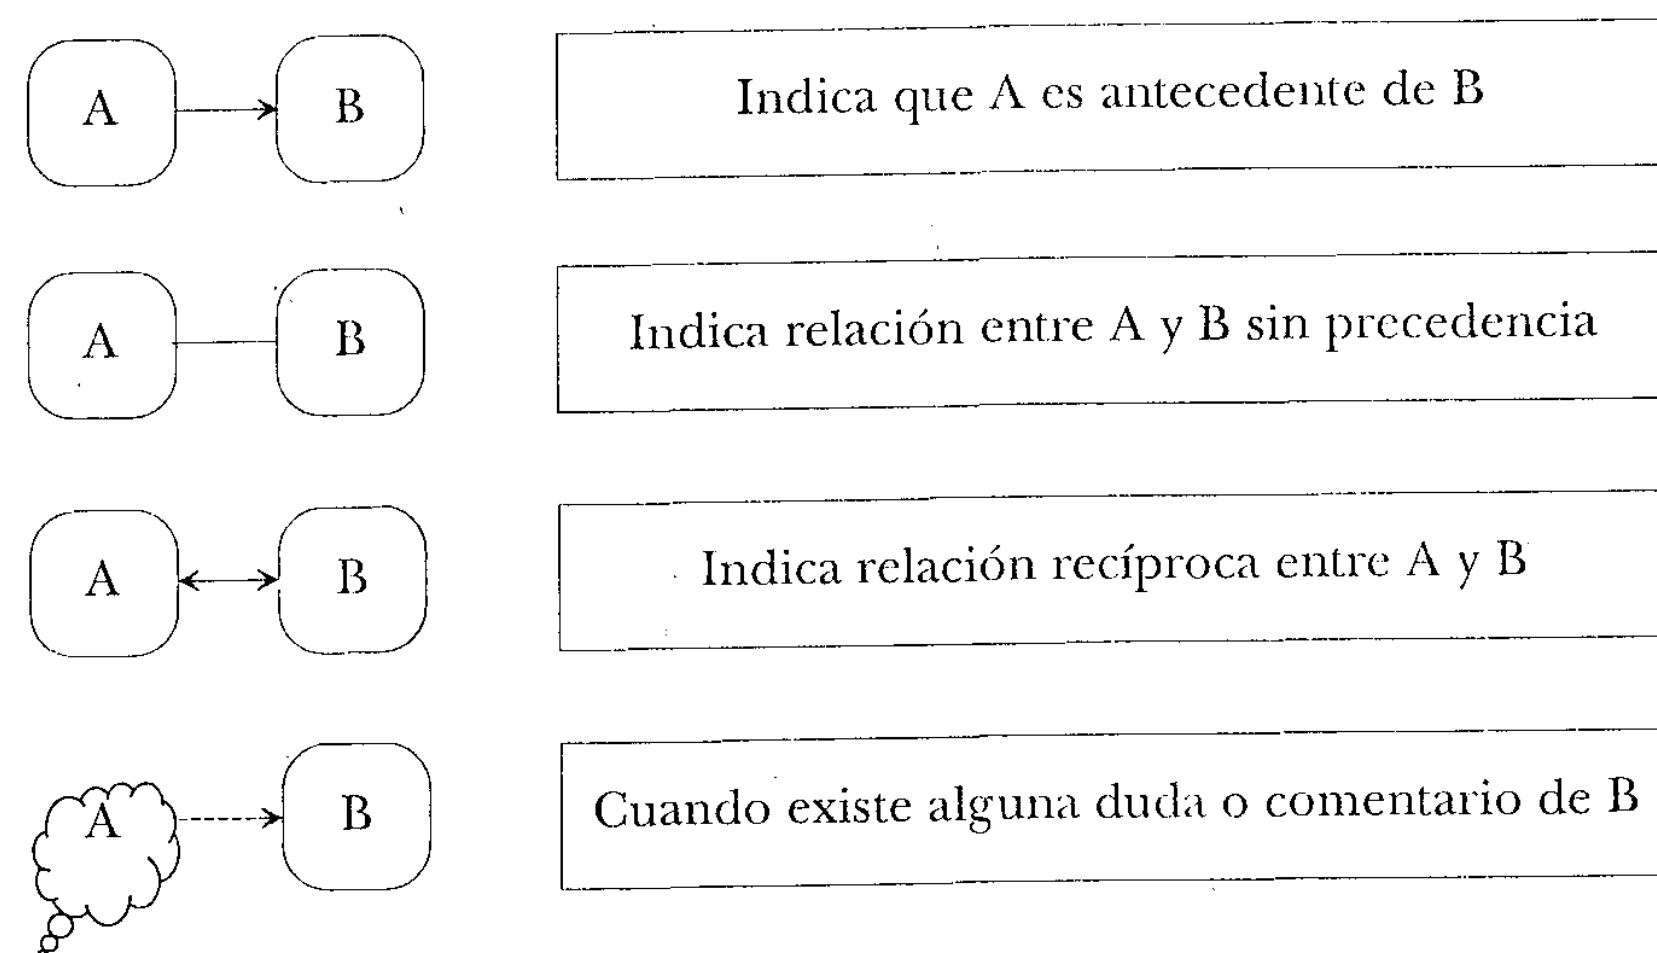 A B Indica que A es antecedente de B
A B Indica relación entre A y B sin precedencia
A B Indica relación recíproca entre A y B
A B Cuando existe alguna duda o comentario de B